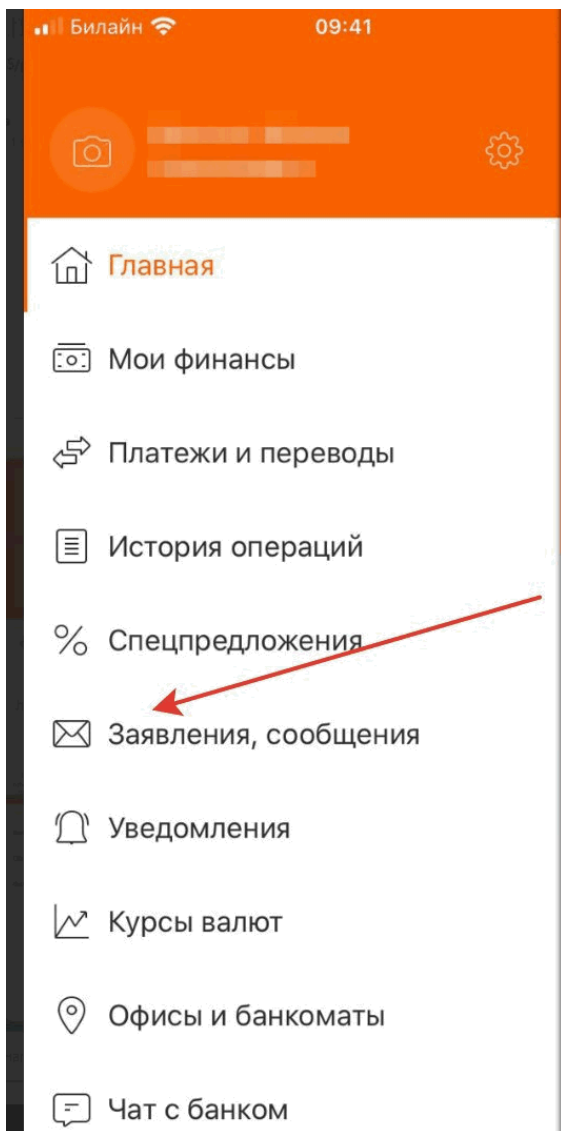 Билайн 09:41
Главная
Мои финансы
Платежи и переводы
История операций
Спецпредложения
Заявления, сообщения
Уведомления
Курсы валют
Офисы и банкоматы
Чат с банком